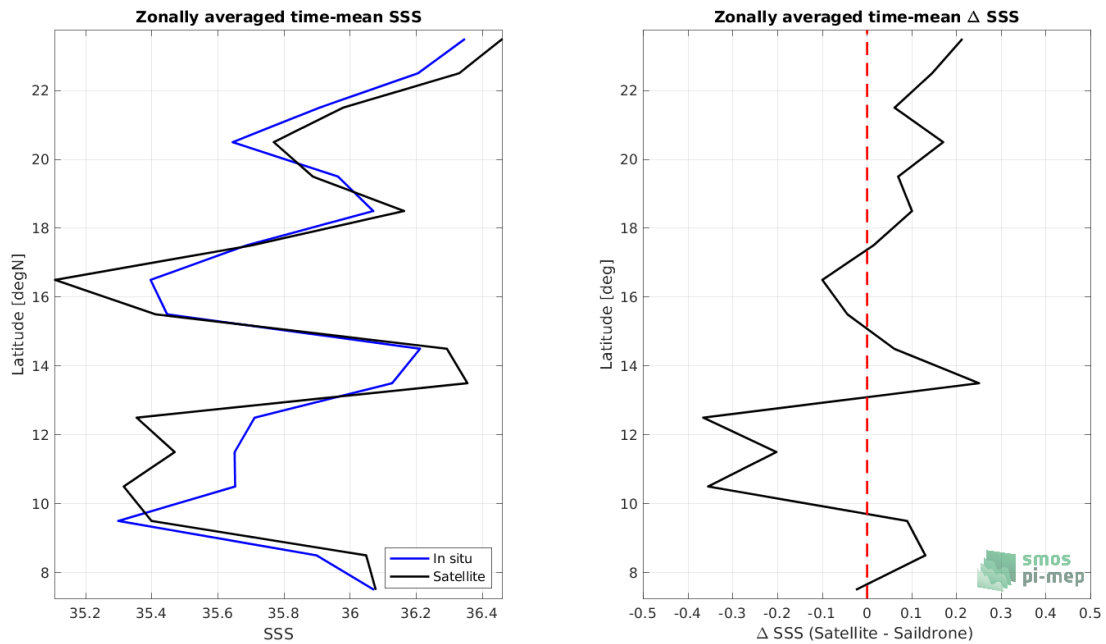 Zonally averaged time-mean SSS
22
20
18
16
14
12
10
8
Latitude [degN]
35.2 35.4 35.6 35.8 36 36.2 36.4
SSS
In situ
Satellite
Zonally averaged time-mean Δ SSS
22
20
18
16
14
12
10
8
Latitude [deg]
-0.5 -0.4 -0.3 -0.2 -0.1 0 0.1 0.2 0.3 0.4 0.5
Δ SSS (Satellite - Saildrone)
smos
pi-mep